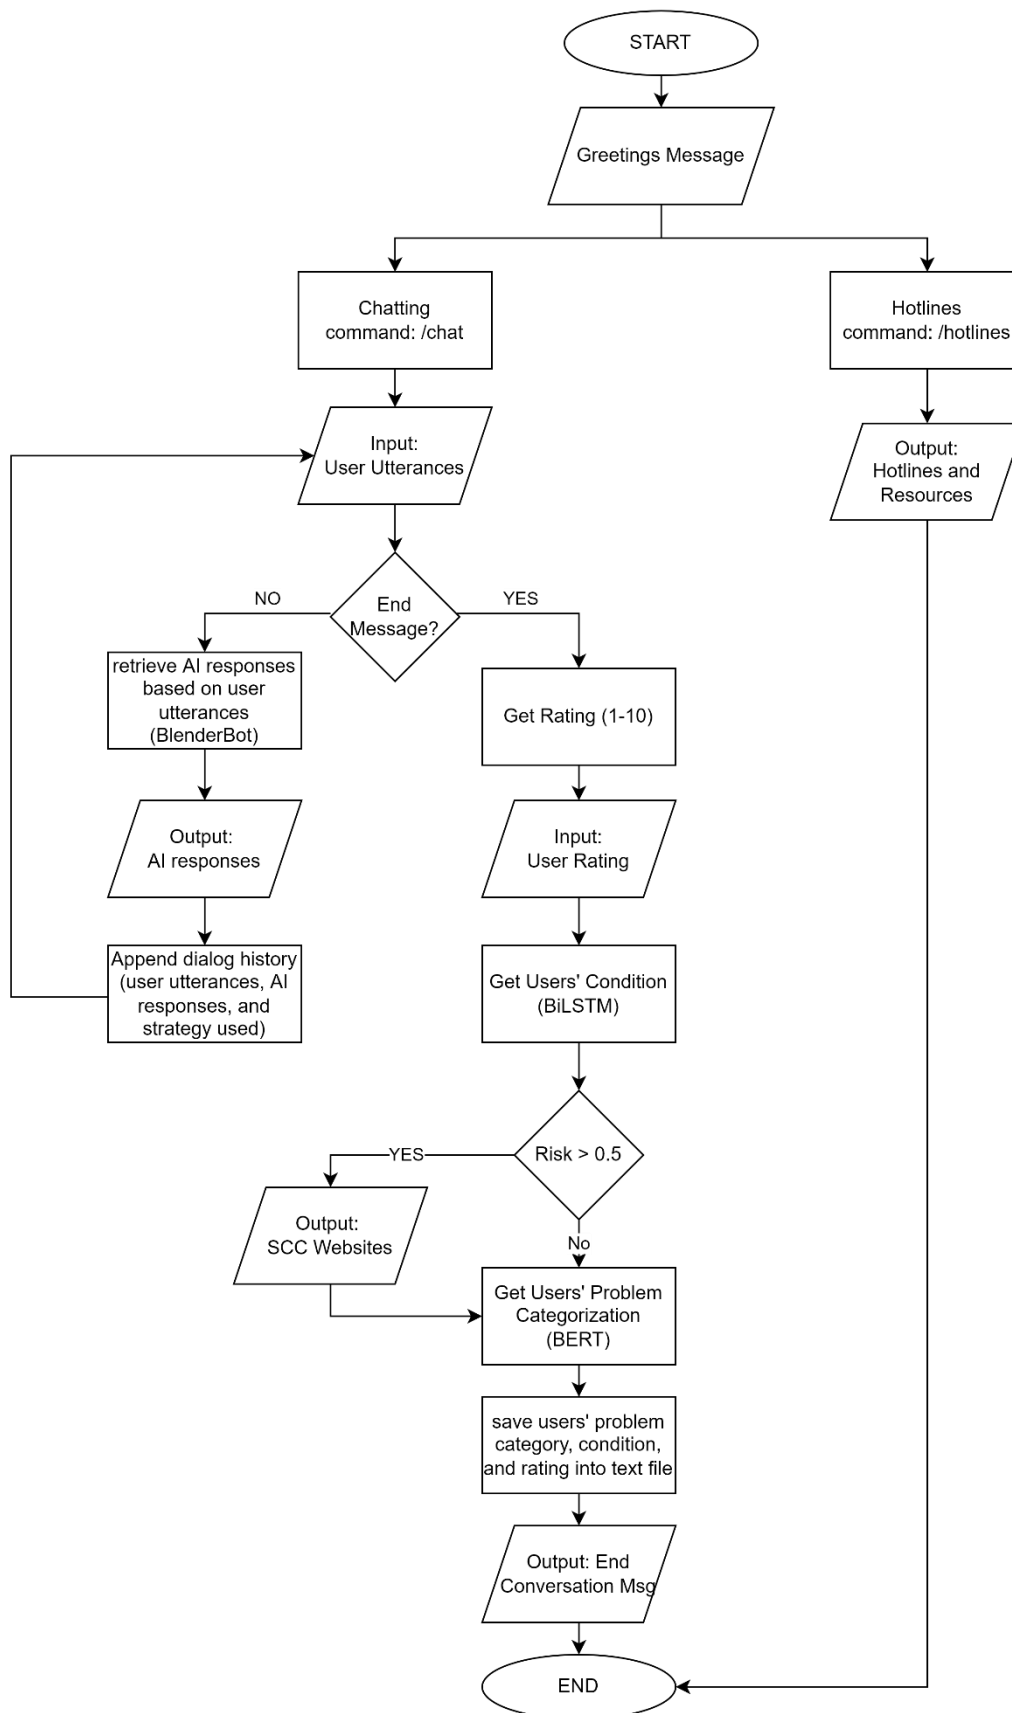 START
Greetings Message
Chatting
command: /chat
Hotlines
command: /hotlines
Input:
User Utterances
Output:
Hotlines and
Resources
End
Message?
NO
YES
retrieve AI responses
based on user
utterances
(BlenderBot)
Get Rating (1-10)
Output:
AI responses
Input:
User Rating
Append dialog history
(user utterances, AI
responses, and
strategy used)
Get Users' Condition
(BiLSTM)
Risk > 0.5
YES
No
Output:
SCC Websites
Get Users' Problem
Categorization
(BERT)
save users' problem
category, condition,
and rating into text file
Output: End
Conversation Msg
END